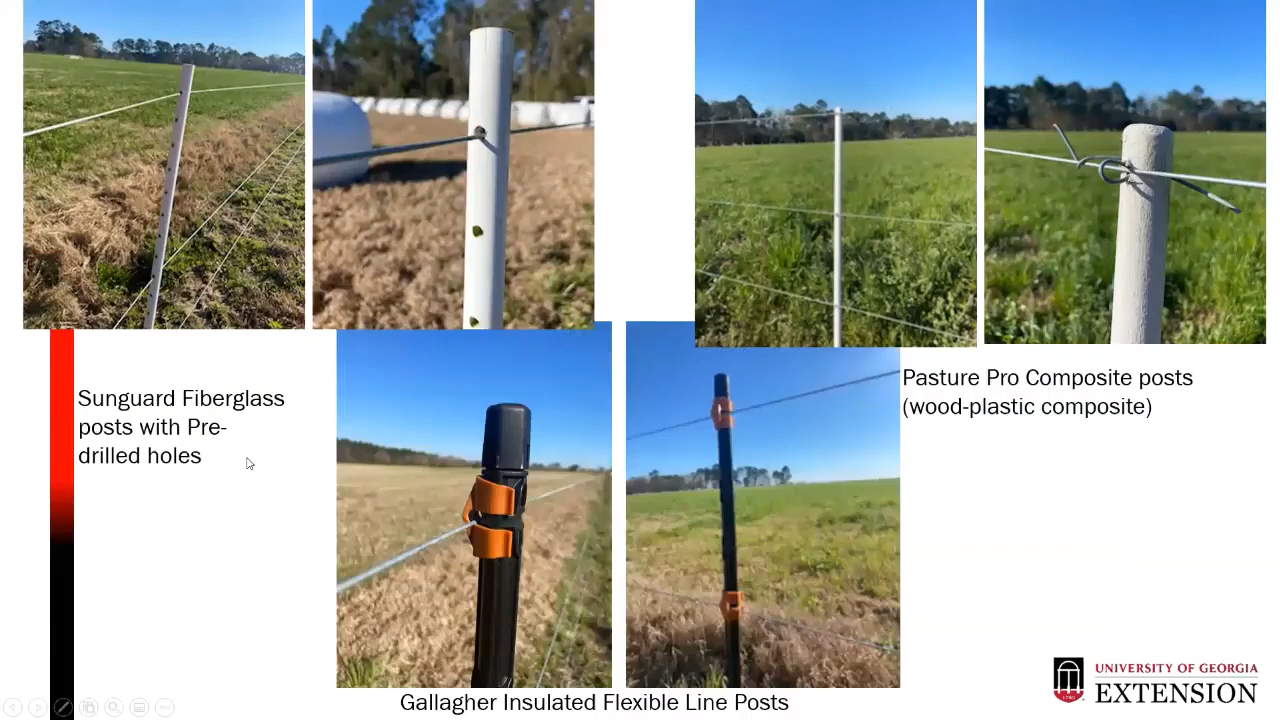 Sunguard Fiberglass
posts with Pre-
drilled holes
Pasture Pro Composite posts
(wood-plastic composite)
Gallagher Insulated Flexible Line Posts
UNIVERSITY OF GEORGIA
EXTENSION